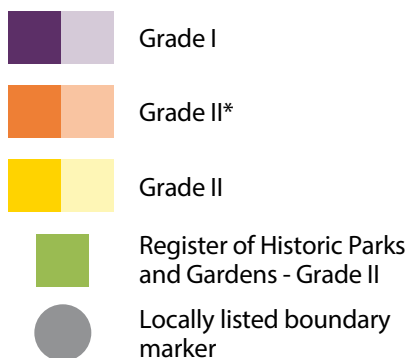 Grade I
Grade II*
Grade II
Register of Historic Parks
and Gardens - Grade II
Locally listed boundary
marker